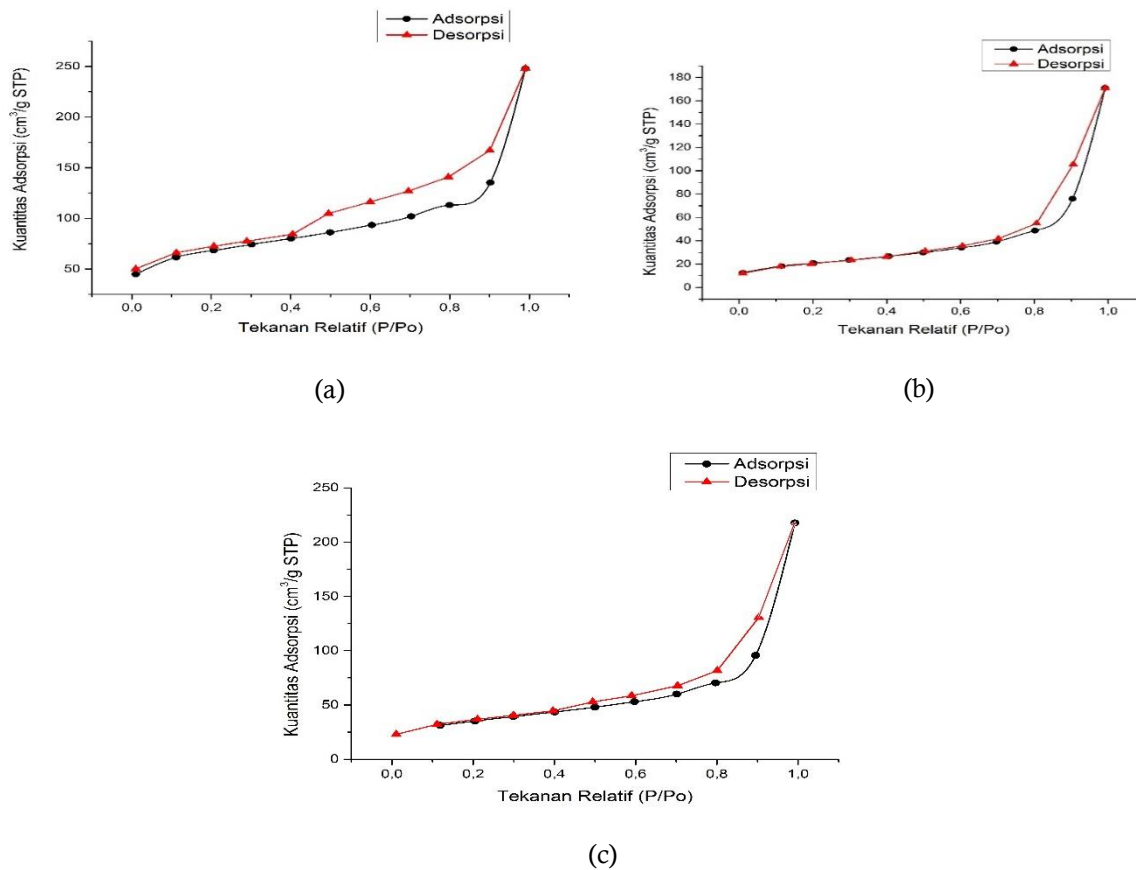 Adsorpsi
Desorpsi
Kuantitas Adsorpsi (cm³/g STP)
250
200
150
100
50
0,0 0,2 0,4 0,6 0,8 1,0
Tekanan Relatif (P/Po)
(a)
Adsorpsi
Desorpsi
Kuantitas Adsorpsi (cm³/g STP)
180
160
140
120
100
80
60
40
20
0
0,0 0,2 0,4 0,6 0,8 1,0
Tekanan Relatif (P/Po)
(b)
Adsorpsi
Desorpsi
Kuantitas Adsorpsi (cm³/g STP)
250
200
150
100
50
0
0,0 0,2 0,4 0,6 0,8 1,0
Tekanan Relatif (P/Po)
(c)